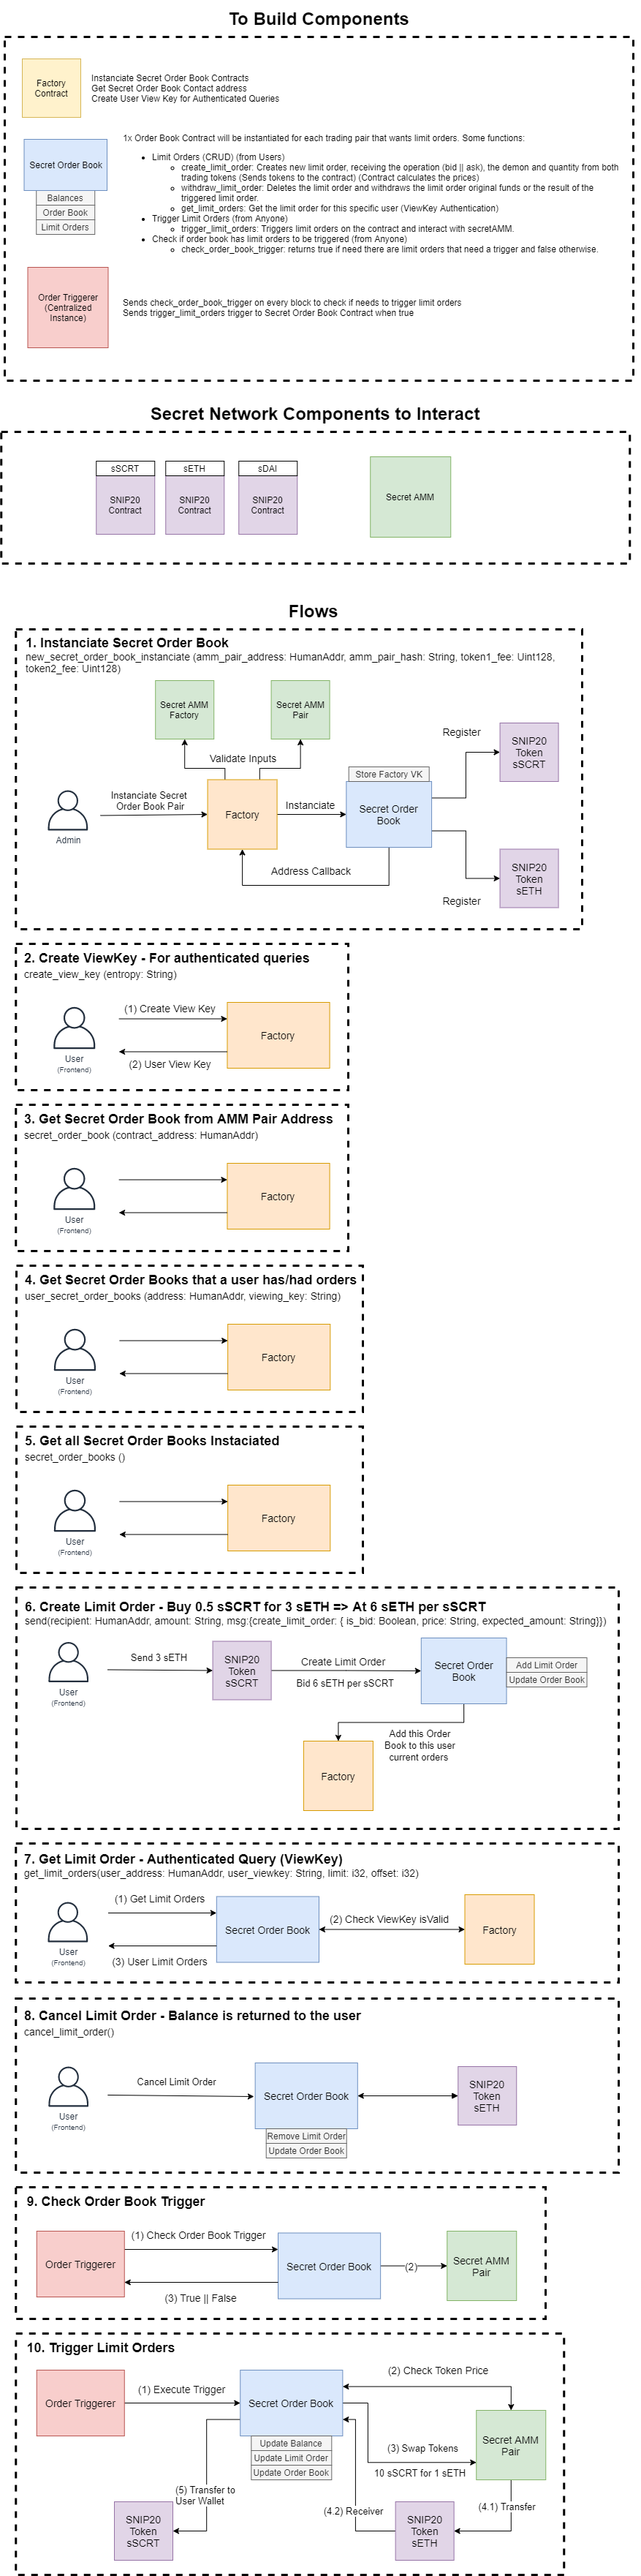 To Build Components
Factory
Contract
Instanciate Secret Order Book Contracts
Get Secret Order Book Contact address
Create User View Key for Authenticated Queries
Secret Order Book
Balances
Order Book
Limit Orders
1x Order Book Contract will be instantiated for each trading pair that wants limit orders. Some functions:
Limit Orders (CRUD) (from Users)
create_limit_order: Creates new limit order, receiving the operation (bid || ask), the demon and quantity from both
trading tokens (Sends tokens to the contract) (Contract calculates the prices)
withdraw_limit_order: Deletes the limit order and withdraws the limit order original funds or the result of the
triggered limit order.
get_limit_orders: Get the limit order for this specific user (ViewKey Authentication)
Trigger Limit Orders (from Anyone)
trigger_limit_orders: Triggers limit orders on the contract and interact with secretAMM.
Check if order book has limit orders to be triggered (from Anyone)
check_order_book_trigger: returns true if need there are limit orders that need a trigger and false otherwise.
Order Triggerer
(Centralized
Instance)
Sends check_order_book_trigger on every block to check if needs to trigger limit orders
Sends trigger_limit_orders trigger to Secret Order Book Contract when true
Secret Network Components to Interact
sSCRT
SNIP20
Contract
sETH
SNIP20
Contract
sDAI
SNIP20
Contract
Secret AMM
Flows
1. Instanciate Secret Order Book
new_secret_order_book_instanciate (amm_pair_address: HumanAddr, amm_pair_hash: String, token1_fee: Uint128,
token2_fee: Uint128)
Secret AMM
Factory
Secret AMM
Pair
Validate Inputs
Register
SNIP20
Token
sSCRT
Store Factory VK
Instanciate Secret
Order Book Pair
Factory
Instanciate
Secret Order
Book
Admin
Address Callback
SNIP20
Token
sETH
Register
2. Create ViewKey - For authenticated queries
create_view_key (entropy: String)
(1) Create View Key
Factory
(2) User View Key
User
(Frontend)
3. Get Secret Order Book from AMM Pair Address
secret_order_book (contract_address: HumanAddr)
Factory
User
(Frontend)
4. Get Secret Order Books that a user has/had orders
user_secret_order_books (address: HumanAddr, viewing_key: String)
Factory
User
(Frontend)
5. Get all Secret Order Books Instaciated
secret_order_books ()
Factory
User
(Frontend)
6. Create Limit Order - Buy 0.5 sSCRT for 3 sETH => At 6 sETH per sSCRT
send(recipient: HumanAddr, amount: String, msg:{create_limit_order: { is_bid: Boolean, price: String, expected_amount: String}})
Send 3 sETH
SNIP20
Token
sSCRT
Create Limit Order
Bid 6 sETH per sSCRT
Secret Order
Book
Add Limit Order
Update Order Book
User
(Frontend)
Add this Order
Book to this user
current orders
Factory
7. Get Limit Order - Authenticated Query (ViewKey)
get_limit_orders(user_address: HumanAddr, user_viewkey: String, limit: i32, offset: i32)
(1) Get Limit Orders
Secret Order Book
(2) Check ViewKey isValid
Factory
(3) User Limit Orders
User
(Frontend)
8. Cancel Limit Order - Balance is returned to the user
cancel_limit_order()
Cancel Limit Order
Secret Order Book
Remove Limit Order
Update Order Book
SNIP20
Token
sETH
User
(Frontend)
9. Check Order Book Trigger
Order Triggerer
(1) Check Order Book Trigger
Secret Order Book
(2)
Secret AMM
Pair
(3) True || False
10. Trigger Limit Orders
Order Triggerer
(1) Execute Trigger
Secret Order Book
Update Balance
Update Limit Order
Update Order Book
(2) Check Token Price
Secret AMM
Pair
(3) Swap Tokens
10 sSCRT for 1 sETH
(5) Transfer to
User Wallet
(4.2) Receiver
(4.1) Transfer
SNIP20
Token
sSCRT
SNIP20
Token
sETH